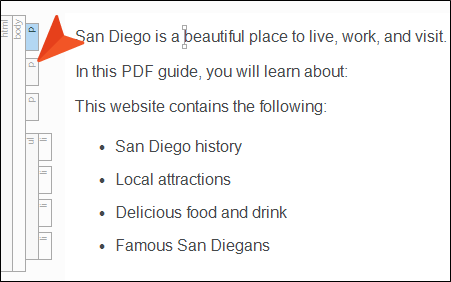 html
body
p
San Diego is a beautiful place to live, work, and visit.
p
In this PDF guide, you will learn about:
p
This website contains the following:
ul
li
San Diego history
li
Local attractions
li
Delicious food and drink
li
Famous San Diegans